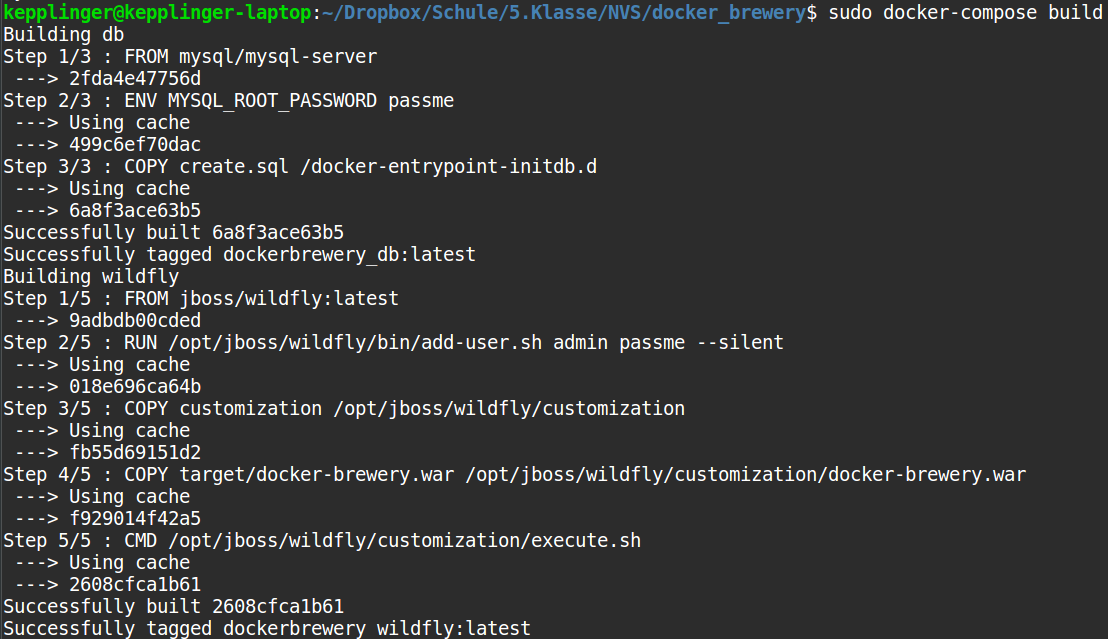 kepplinger@kepplinger-laptop:~/Dropbox/Schule/5.Klasse/NVS/docker_brewery$ sudo docker-compose build
Building db
Step 1/3 : FROM mysql/mysql-server
 ---> 2fda4e47756d
Step 2/3 : ENV MYSQL_ROOT_PASSWORD passme
 ---> Using cache
 ---> 499c6ef70dac
Step 3/3 : COPY create.sql /docker-entrypoint-initdb.d
 ---> Using cache
 ---> 6a8f3ace63b5
Successfully built 6a8f3ace63b5
Successfully tagged dockerbrewery_db:latest
Building wildfly
Step 1/5 : FROM jboss/wildfly:latest
 ---> 9adbdb00cded
Step 2/5 : RUN /opt/jboss/wildfly/bin/add-user.sh admin passme --silent
 ---> Using cache
 ---> 018e696ca64b
Step 3/5 : COPY customization /opt/jboss/wildfly/customization
 ---> Using cache
 ---> fb55d69151d2
Step 4/5 : COPY target/docker-brewery.war /opt/jboss/wildfly/customization/docker-brewery.war
 ---> Using cache
 ---> f929014f42a5
Step 5/5 : CMD /opt/jboss/wildfly/customization/execute.sh
 ---> Using cache
 ---> 2608cfca1b61
Successfully built 2608cfca1b61
Successfully tagged dockerbrewery_wildfly:latest